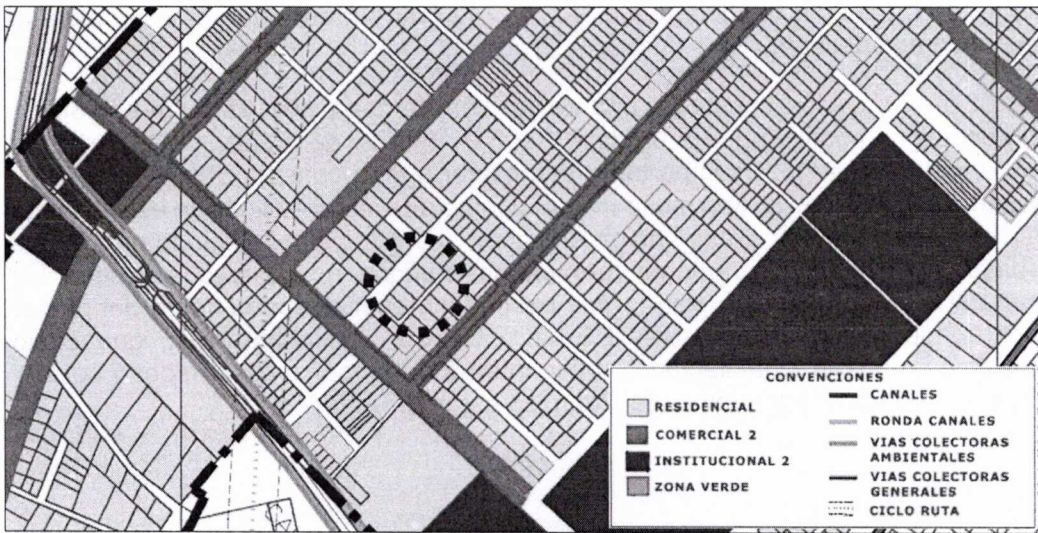 CONVENCIONES
RESIDENCIAL
COMERCIAL 2
INSTITUCIONAL 2
ZONA VERDE
CANALES
RONDA CANALES
VIAS COLECTORAS
AMBIENTALES
VIAS COLECTORAS
GENERALES
CICLO RUTA